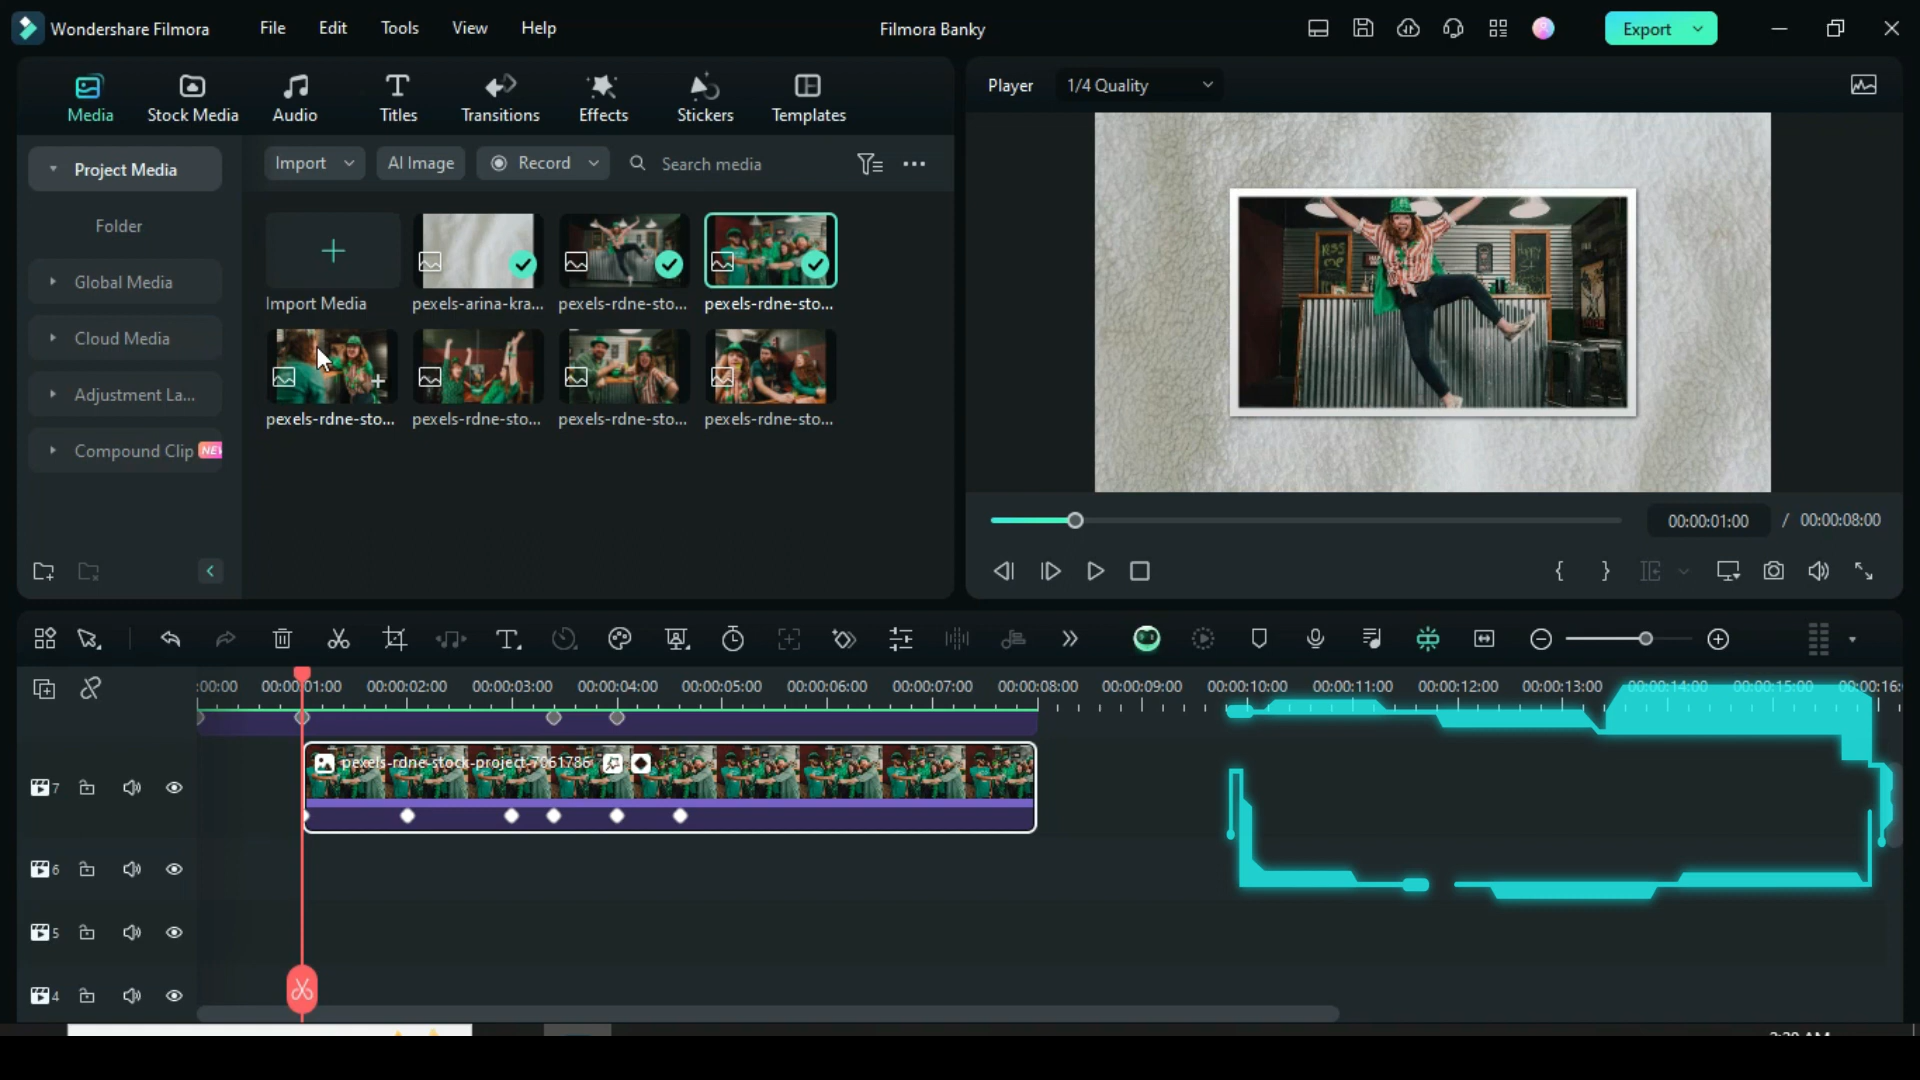 Wondershare Filmora File Edit Tools View Help Filmora Banky Export
Media Stock Media Audio Titles Transitions Effects Stickers Templates
Player 1/4 Quality
Project Media
Import AI Image Record Search media
Folder
Global Media
Cloud Media
Adjustment La...
Compound Clip
Import Media pexels-arina-kra... pexels-rdne-sto... pexels-rdne-sto...
pexels-rdne-sto... pexels-rdne-sto... pexels-rdne-sto... pexels-rdne-sto...
00:00:01:00 / 00:00:08:00
:00:00 00:00:01:00 00:00:02:00 00:00:03:00 00:00:04:00 00:00:05:00 00:00:06:00 00:00:07:00 00:00:08:00 00:00:09:00 00:00:10:00 00:00:11:00 00:00:12:00 00:00:13:00 00:00:14:00 00:00:15:00 00:00:16:
pexels-rdne-stock-project-7061786
7
6
5
4